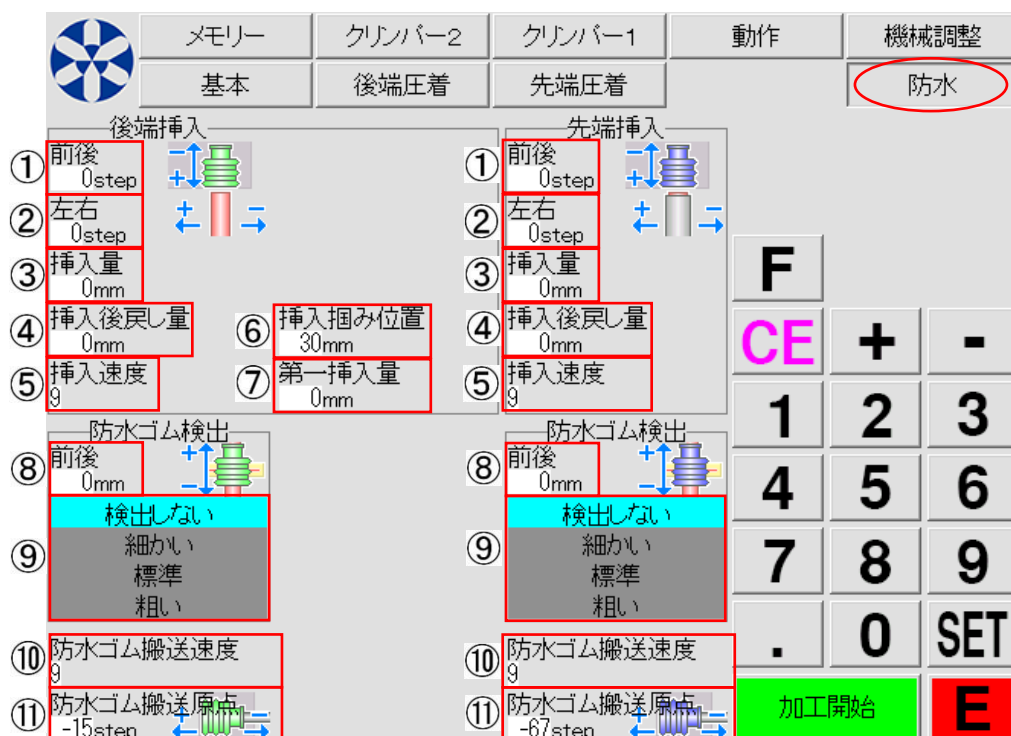 メモリー
クリンパー2
クリンパー1
動作
機械調整
基本
後端圧着
先端圧着
防水
後端挿入
① 前後
0step
② 左右
0step
③ 挿入量
0mm
④ 挿入後戻し量
0mm
⑥ 挿入掴み位置
30mm
⑤ 挿入速度
9
⑦ 第一挿入量
0mm
先端挿入
① 前後
0step
② 左右
0step
③ 挿入量
0mm
④ 挿入後戻し量
0mm
⑤ 挿入速度
9
防水ゴム検出
⑧ 前後
0mm
⑨ 検出しない
細かい
標準
粗い
⑩ 防水ゴム搬送速度
9
⑪ 防水ゴム搬送原点
-15step
防水ゴム検出
⑧ 前後
0mm
⑨ 検出しない
細かい
標準
粗い
⑩ 防水ゴム搬送速度
9
⑪ 防水ゴム搬送原点
-67step
F
CE + -
1 2 3
4 5 6
7 8 9
. 0 SET
加工開始 E